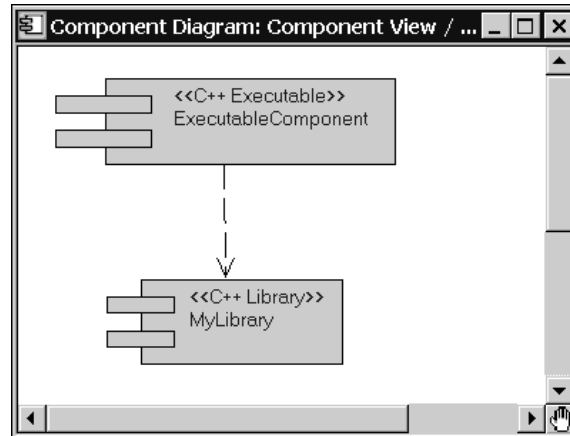 Component Diagram: Component View / ...
<<C++ Executable>>
ExecutableComponent
<<C++ Library>>
MyLibrary